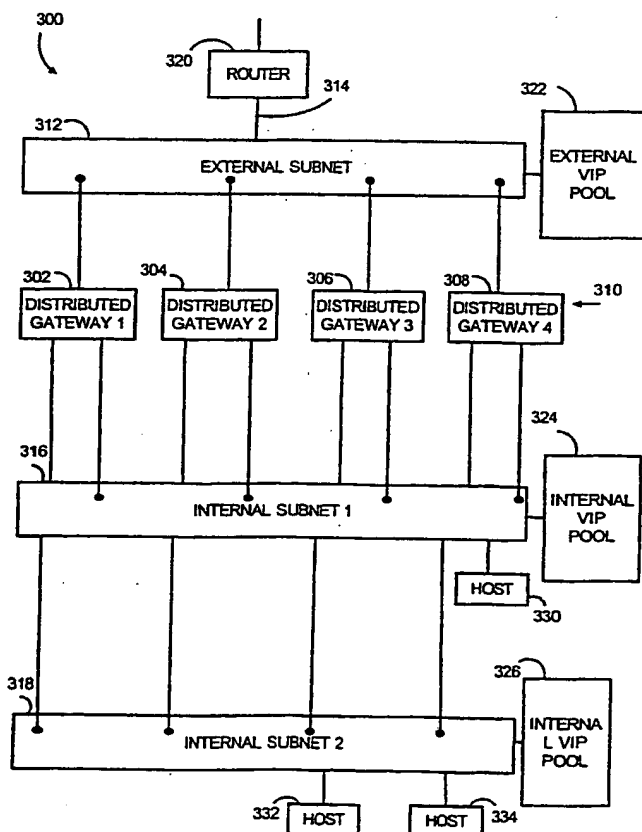 300
320
ROUTER
314
322
312
EXTERNAL SUBNET
EXTERNAL
VIP
POOL
302
304
306
308
310
DISTRIBUTED
GATEWAY 1
DISTRIBUTED
GATEWAY 2
DISTRIBUTED
GATEWAY 3
DISTRIBUTED
GATEWAY 4
324
316
INTERNAL SUBNET 1
INTERNAL
VIP
POOL
HOST
330
318
326
INTERNAL SUBNET 2
INTERNA
L VIP
POOL
332
HOST
334
HOST